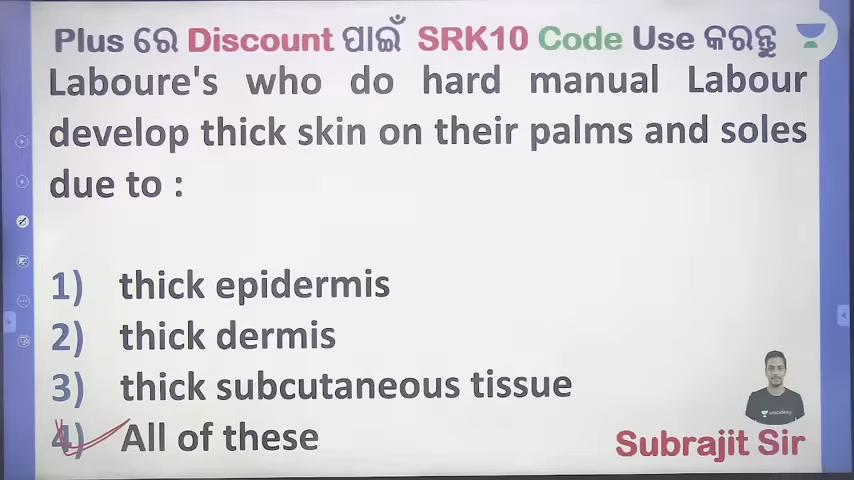 Plus ରେ Discount ପାଇଁ SRK10 Code Use କରନ୍ତୁ
Laboure's who do hard manual Labour
develop thick skin on their palms and soles
due to :
1) thick epidermis
2) thick dermis
3) thick subcutaneous tissue
4) All of these
unacademy
Subrajit Sir